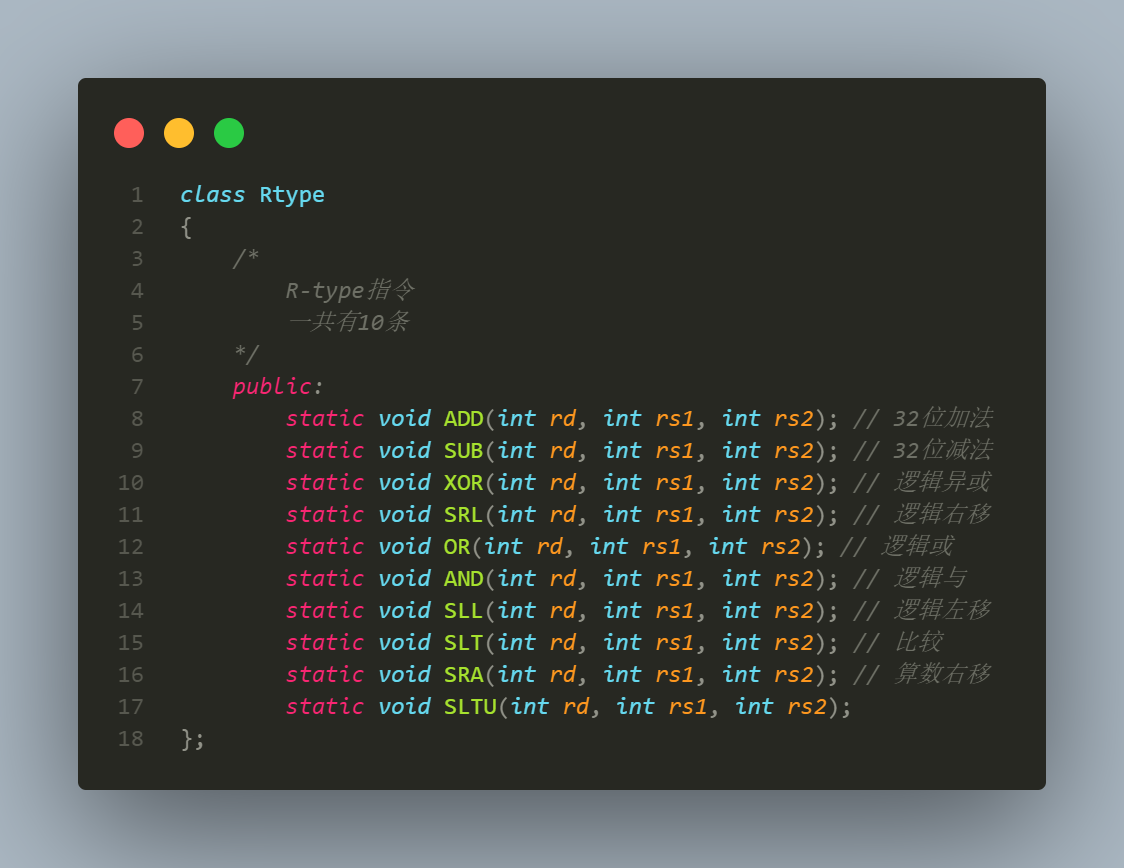 1 class Rtype
2 {
3     /*
4         R-type指令
5         一共有10条
6     */
7     public:
8         static void ADD(int rd, int rs1, int rs2); // 32位加法
9         static void SUB(int rd, int rs1, int rs2); // 32位减法
10         static void XOR(int rd, int rs1, int rs2); // 逻辑异或
11         static void SRL(int rd, int rs1, int rs2); // 逻辑右移
12         static void OR(int rd, int rs1, int rs2); // 逻辑或
13         static void AND(int rd, int rs1, int rs2); // 逻辑与
14         static void SLL(int rd, int rs1, int rs2); // 逻辑左移
15         static void SLT(int rd, int rs1, int rs2); // 比较
16         static void SRA(int rd, int rs1, int rs2); // 算数右移
17         static void SLTU(int rd, int rs1, int rs2);
18 };